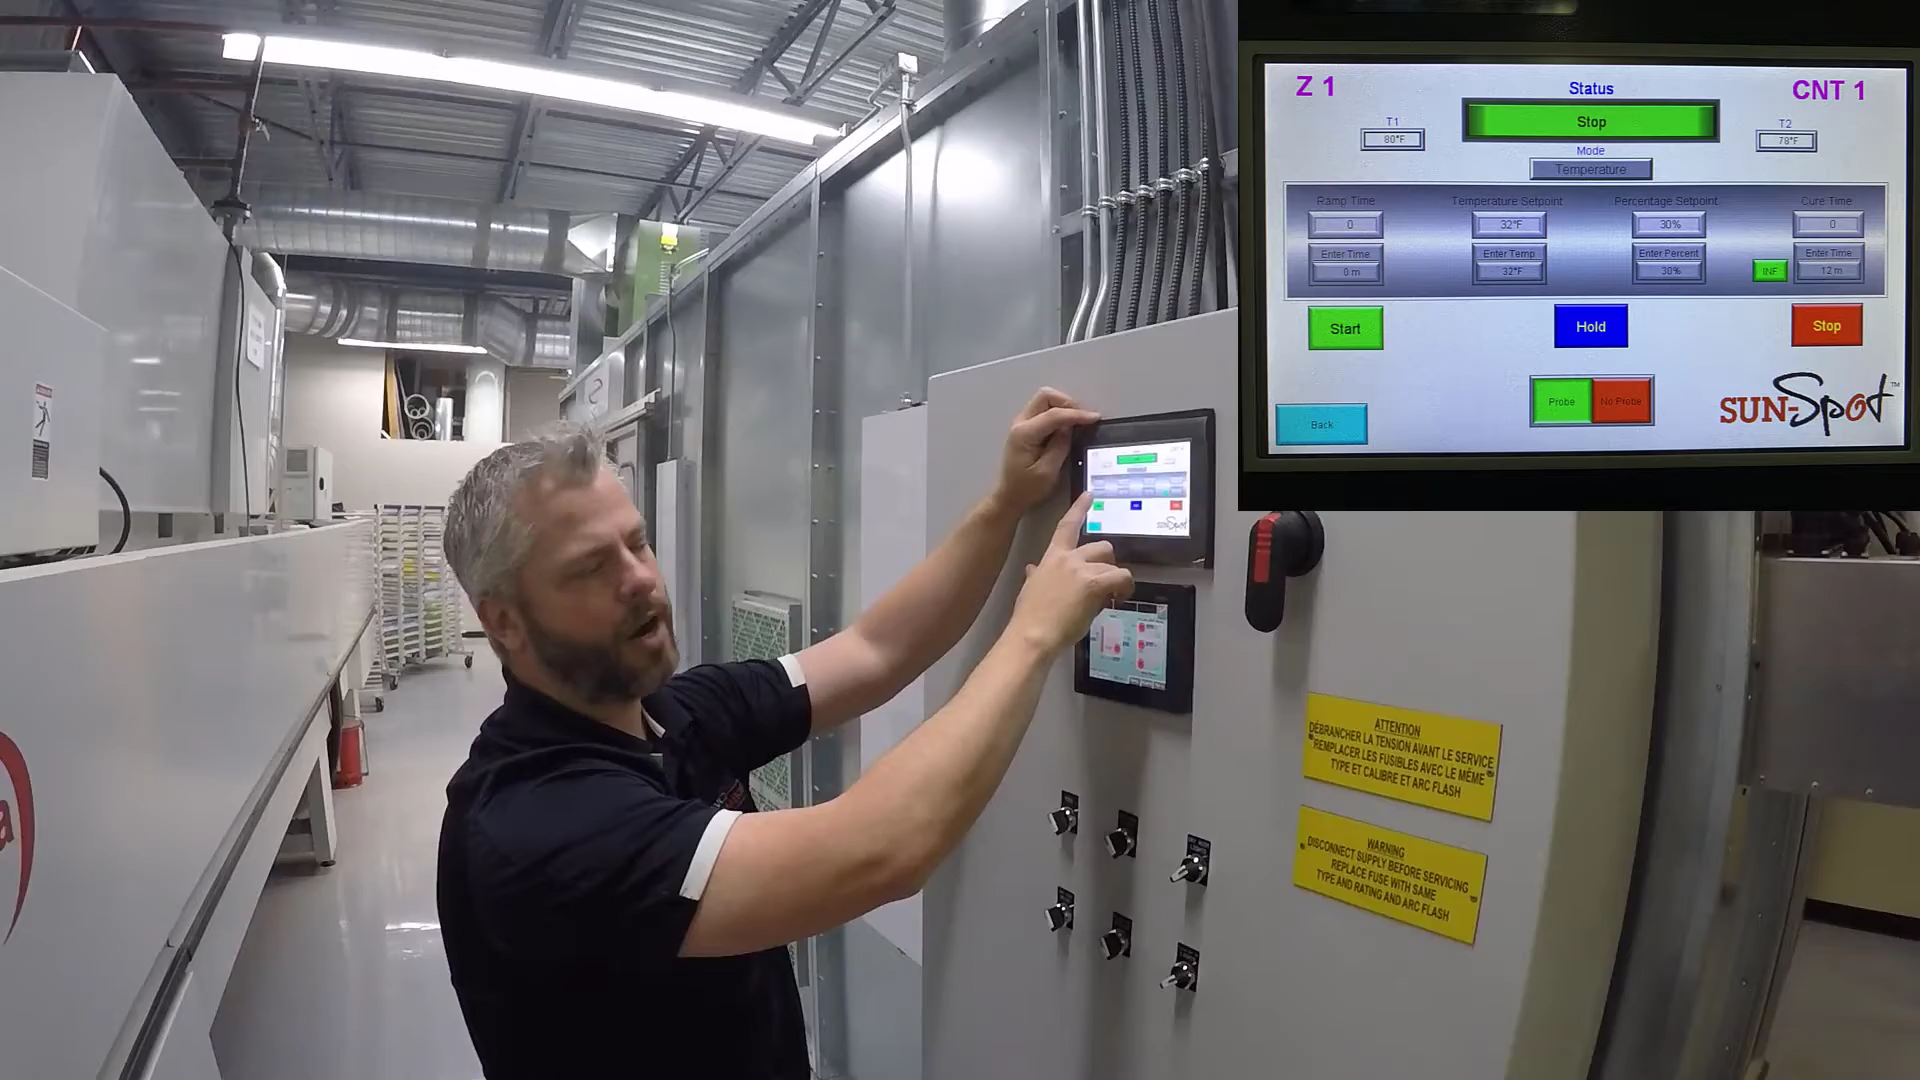 Z 1
Status
CNT 1
Stop
T1
80°F
T2
78°F
Mode
Temperature
Ramp Time
Temperature Setpoint
Percentage Setpoint
Cure Time
0
32°F
30%
0
Enter Time
Enter Temp
Enter Percent
Enter Time
0 m
32°F
30%
INF
12 m
Start
Hold
Stop
Probe
No Probe
Back
SUN-Spot™
ATTENTION
DÉBRANCHER LA TENSION AVANT LE SERVICE
REMPLACER LES FUSIBLES AVEC LE MÊME
TYPE ET CALIBRE ET ARC FLASH
WARNING
DISCONNECT SUPPLY BEFORE SERVICING
REPLACE FUSE WITH SAME
TYPE AND RATING AND ARC FLASH